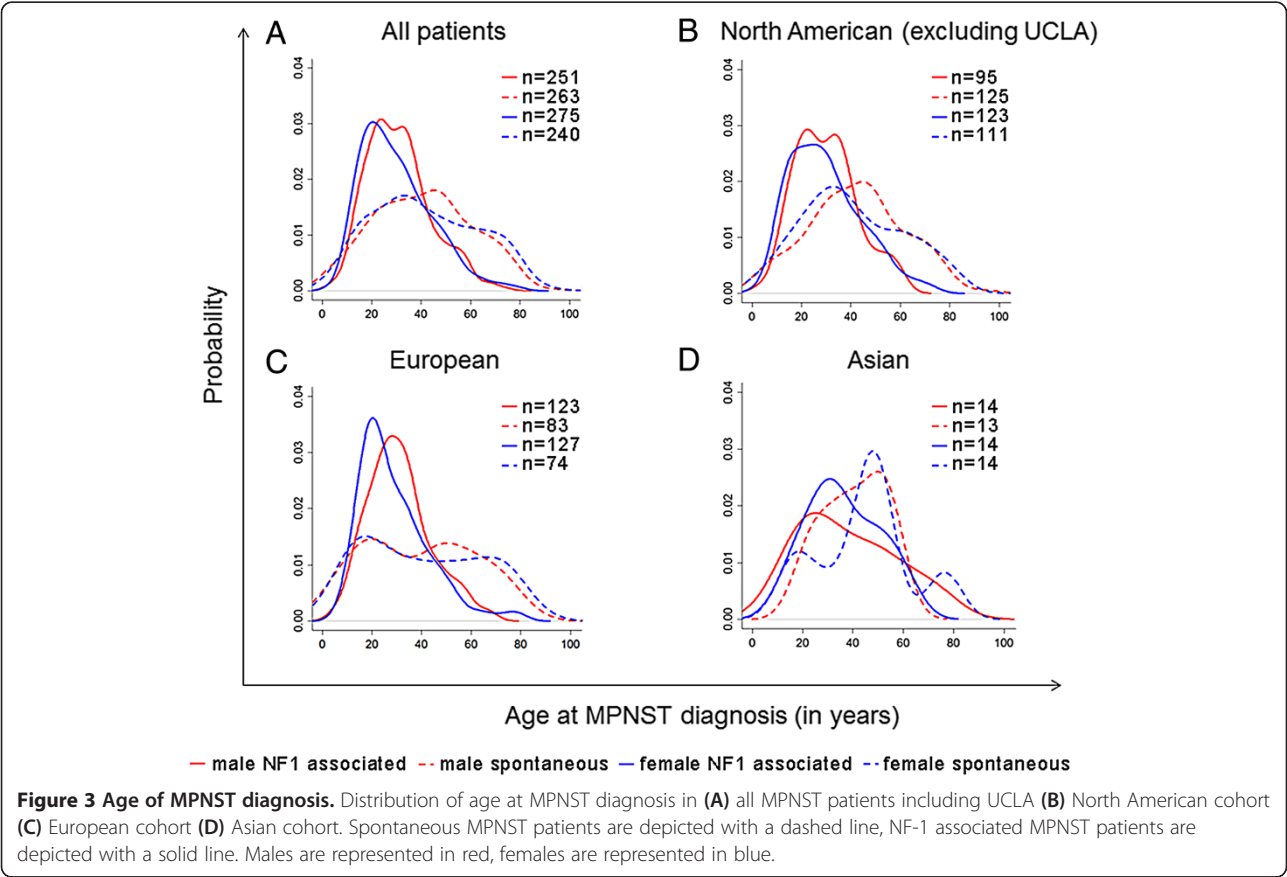 A All patients
0.04
0.03
0.02
0.01
0.00
n=251
n=263
n=275
n=240
0 20 40 60 80 100
B North American (excluding UCLA)
0.04
0.03
0.02
0.01
0.00
n=95
n=125
n=123
n=111
0 20 40 60 80 100
C European
0.04
0.03
0.02
0.01
0.00
n=123
n=83
n=127
n=74
0 20 40 60 80 100
D Asian
0.04
0.03
0.02
0.01
0.00
n=14
n=13
n=14
n=14
0 20 40 60 80 100
Probability
Age at MPNST diagnosis (in years)
male NF1 associated male spontaneous female NF1 associated female spontaneous
Figure 3 Age of MPNST diagnosis. Distribution of age at MPNST diagnosis in (A) all MPNST patients including UCLA (B) North American cohort
(C) European cohort (D) Asian cohort. Spontaneous MPNST patients are depicted with a dashed line, NF-1 associated MPNST patients are
depicted with a solid line. Males are represented in red, females are represented in blue.